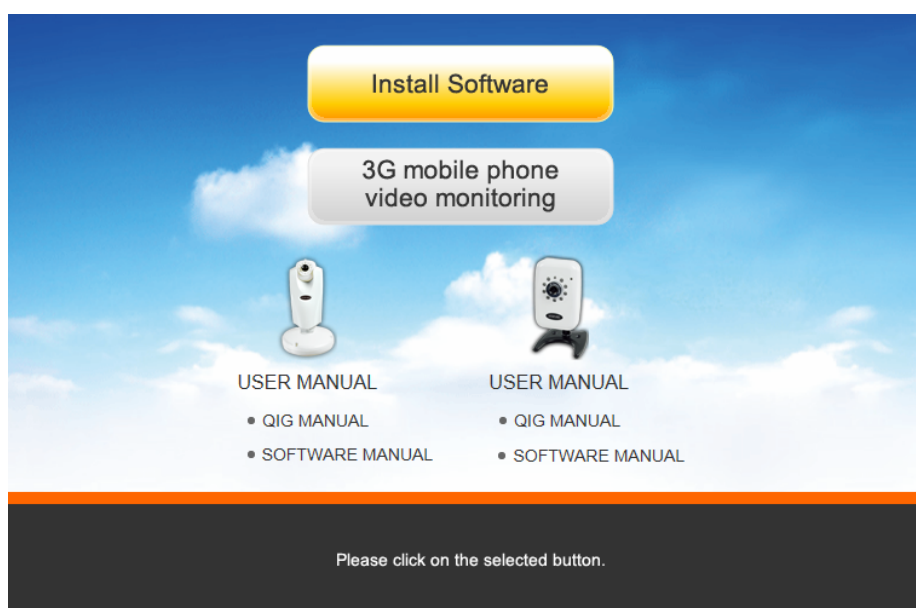 Install Software
3G mobile phone
video monitoring
USER MANUAL
QIG MANUAL
SOFTWARE MANUAL
USER MANUAL
QIG MANUAL
SOFTWARE MANUAL
Please click on the selected button.